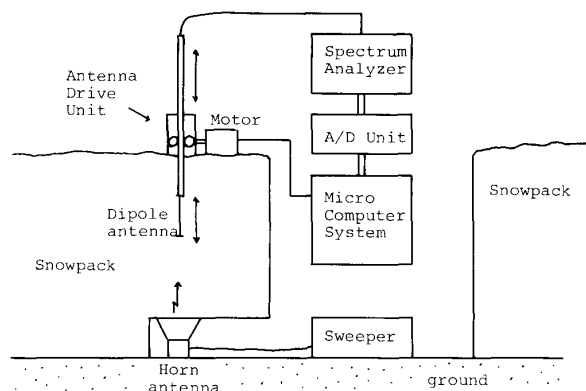 Spectrum
Analyzer
Antenna
Drive
Unit
Motor
A/D Unit
Snowpack
Micro
Computer
System
Dipole
antenna
Snowpack
Sweeper
Horn
antenna
ground